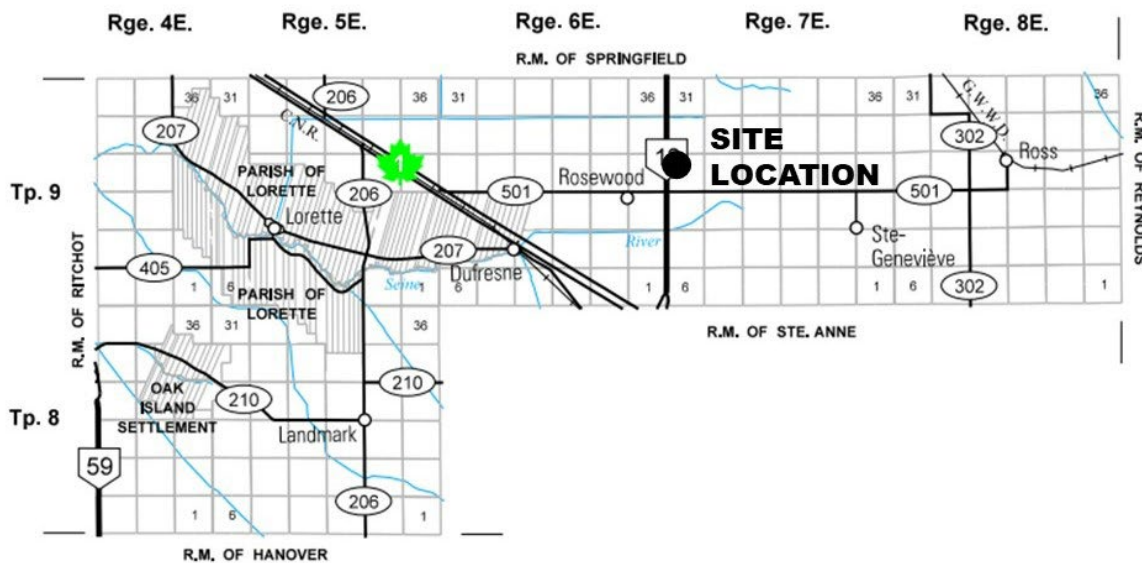 Rge. 4E. Rge. 5E. Rge. 6E. Rge. 7E. Rge. 8E.
R.M. OF SPRINGFIELD
36 31 206 36 31 36 31 36 31 36
G.W.W.D.
207 C.N.R. 302
1 SITE LOCATION
Ross
PARISH OF LORETTE
Tp. 9 206 501 Rosewood 501
R.M. OF REYNOLDS
Lorette
207 River Ste-Geneviève
Dufresne
405 Seine 302
1 6 1 6 1 6 1 6
PARISH OF LORETTE
R.M. OF RITCHOT
36 31 36
R.M. OF STE. ANNE
210
OAK ISLAND SETTLEMENT
210
Tp. 8
Landmark
59
206
1 6 1
R.M. OF HANOVER